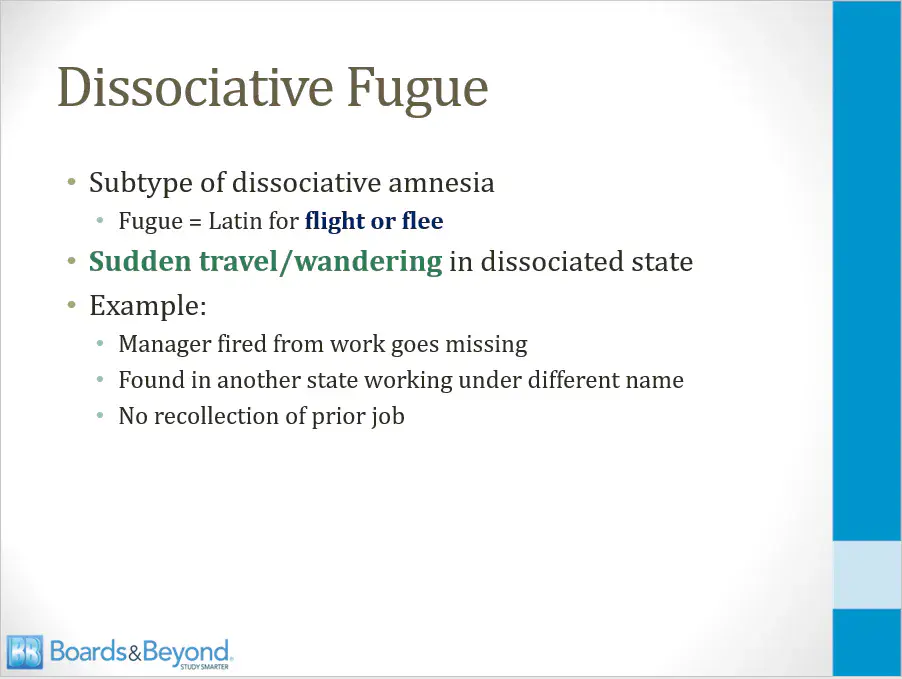 Dissociative Fugue
• Subtype of dissociative amnesia
• Fugue = Latin for flight or flee
• Sudden travel/wandering in dissociated state
• Example:
• Manager fired from work goes missing
• Found in another state working under different name
• No recollection of prior job
BB Boards&Beyond.
STUDY SMARTER